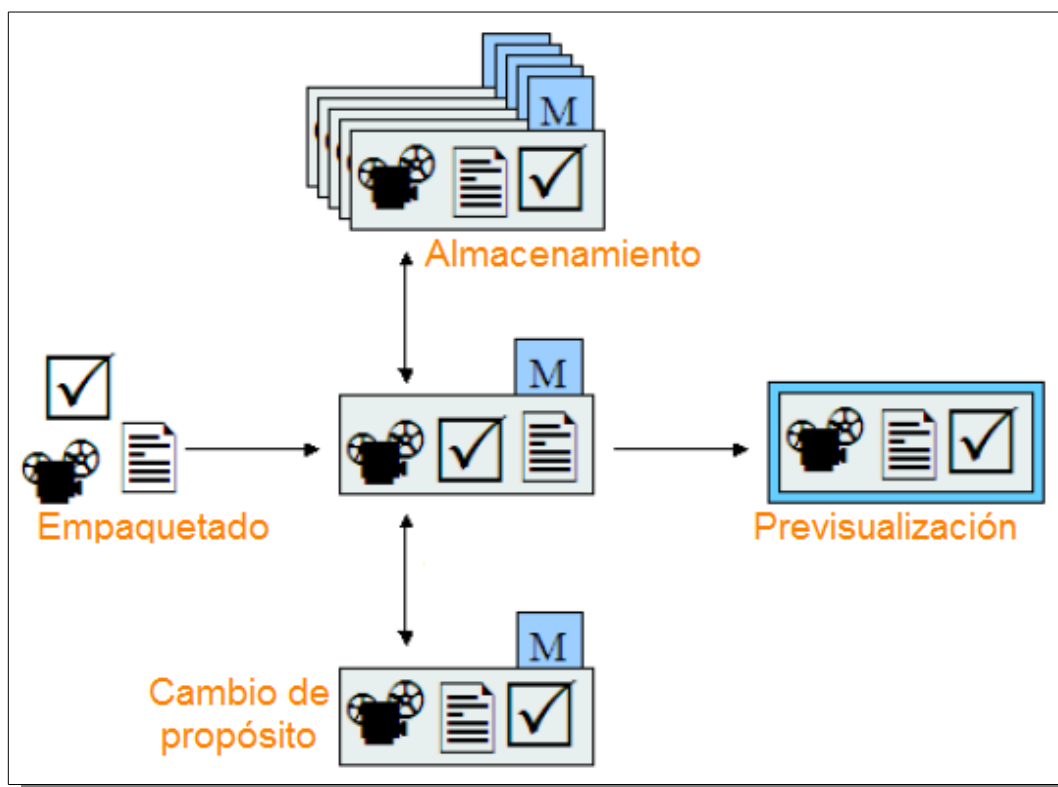 M
Almacenamiento
M
Empaquetado
Previsualización
M
Cambio de
propósito